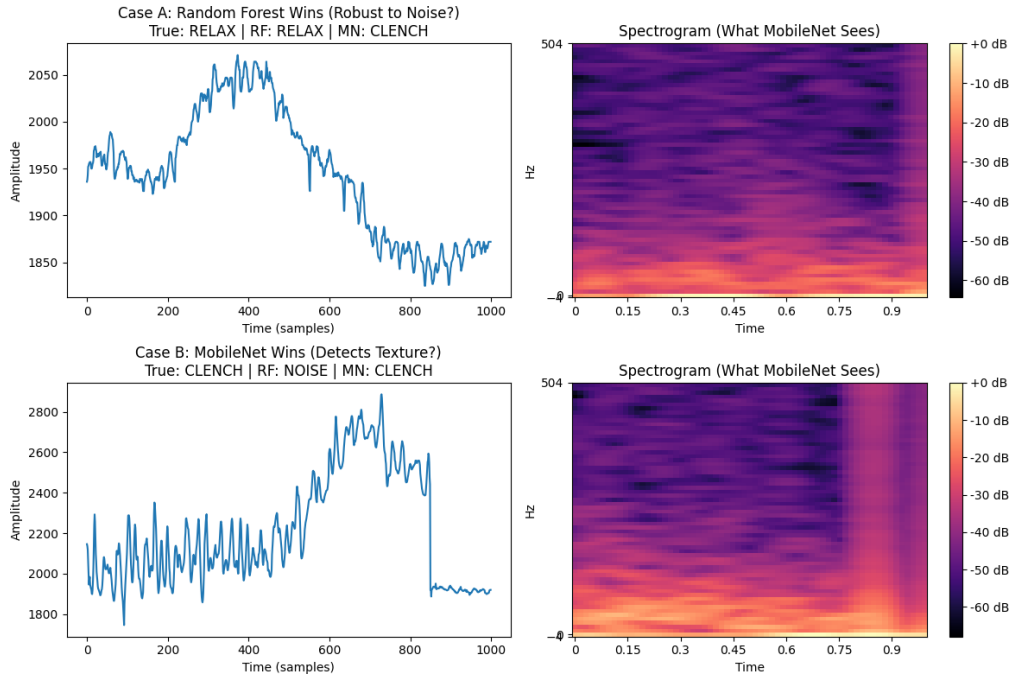 Case A: Random Forest Wins (Robust to Noise?)
True: RELAX | RF: RELAX | MN: CLENCH
Amplitude
2050
2000
1950
1900
1850
0
200
400
600
800
1000
Time (samples)
Spectrogram (What MobileNet Sees)
Hz
504
0
-4
0
0.15
0.3
0.45
0.6
0.75
0.9
Time
+0 dB
-10 dB
-20 dB
-30 dB
-40 dB
-50 dB
-60 dB
Case B: MobileNet Wins (Detects Texture?)
True: CLENCH | RF: NOISE | MN: CLENCH
Amplitude
2800
2600
2400
2200
2000
1800
0
200
400
600
800
1000
Time (samples)
Spectrogram (What MobileNet Sees)
Hz
504
0
-4
0
0.15
0.3
0.45
0.6
0.75
0.9
Time
+0 dB
-10 dB
-20 dB
-30 dB
-40 dB
-50 dB
-60 dB